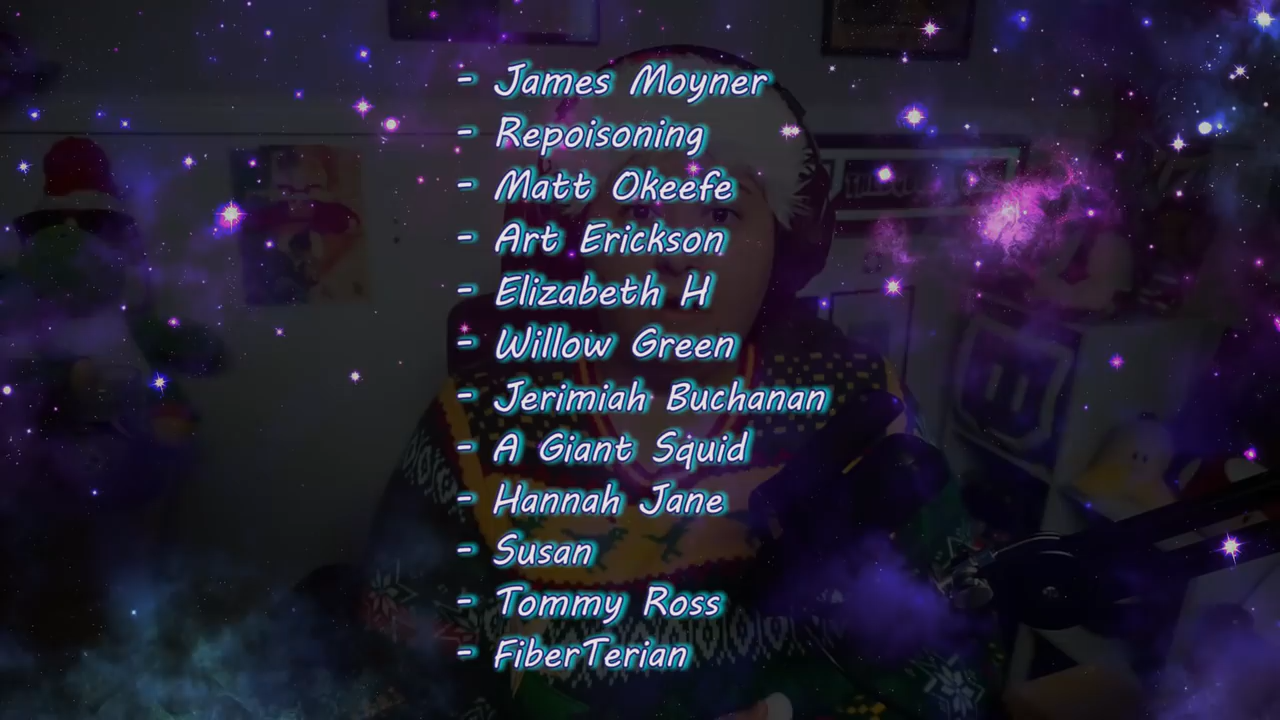 - James Moyner
- Repoisoning
- Matt Okeefe
- Art Erickson
- Elizabeth H
- Willow Green
- Jerimiah Buchanan
- A Giant Squid
- Hannah Jane
- Susan
- Tommy Ross
- FiberTerian